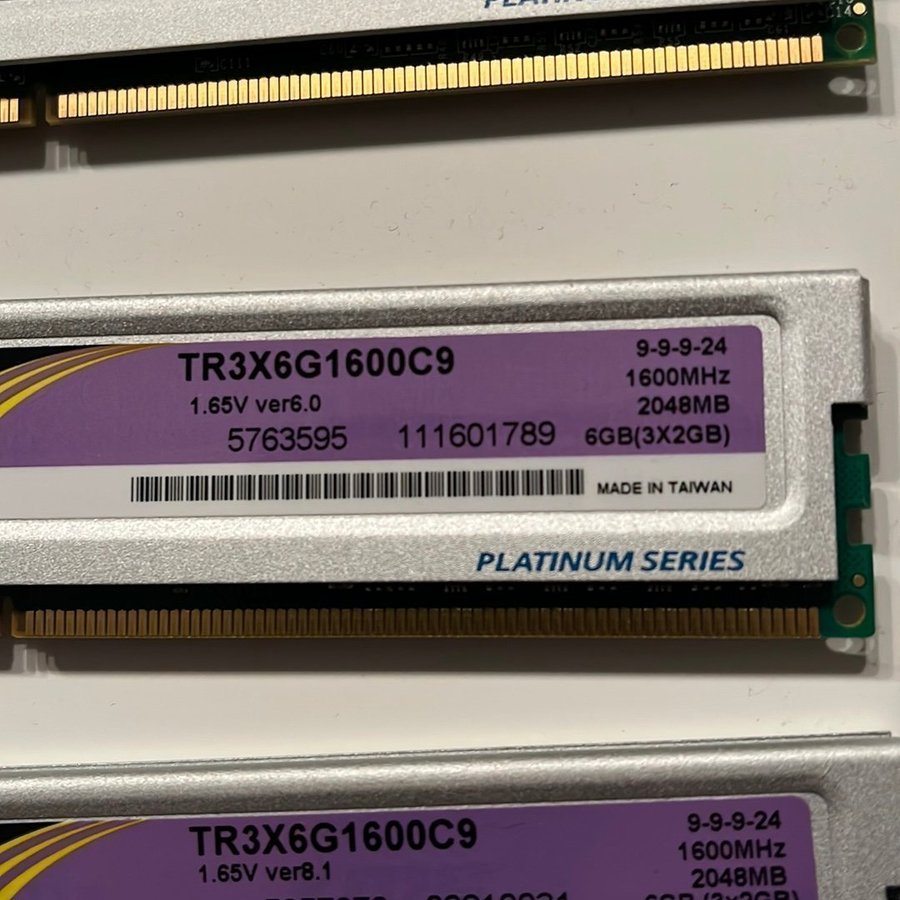 TR3X6G1600C9
9-9-9-24
1.65V ver6.0
1600MHz
2048MB
5763595 111601789 6GB(3X2GB)
MADE IN TAIWAN
PLATINUM SERIES
TR3X6G1600C9
9-9-9-24
1.65V ver8.1
1600MHz
2048MB